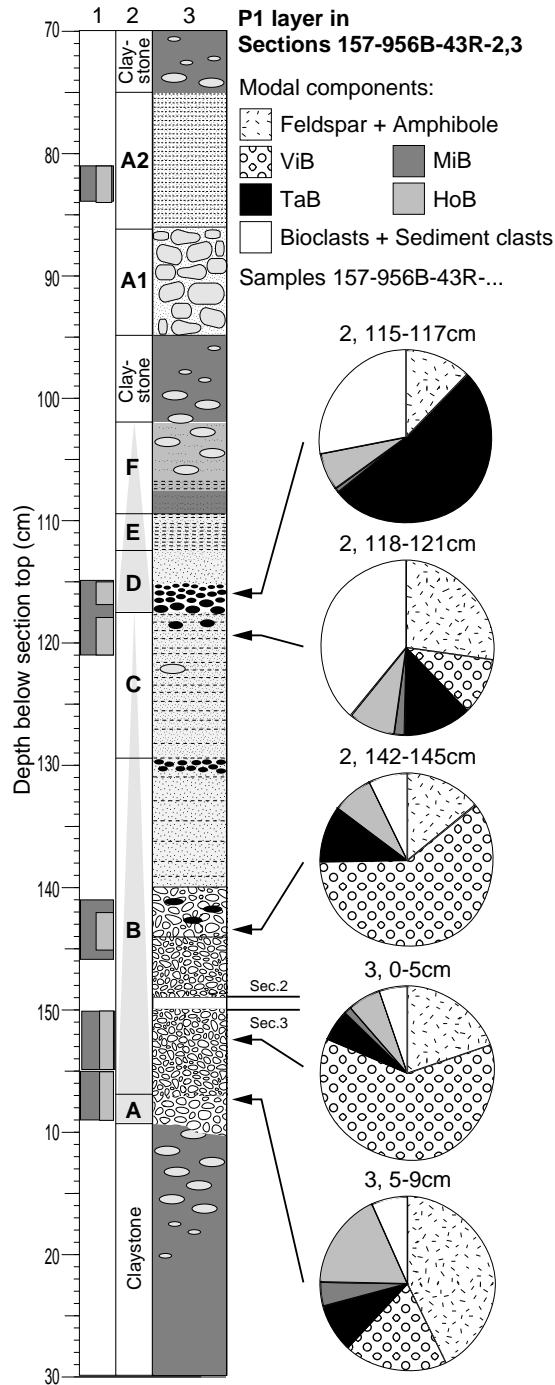 1 2 3
P1 layer in
Sections 157-956B-43R-2,3
Modal components:
Feldspar + Amphibole
ViB MiB
TaB HoB
Bioclasts + Sediment clasts
Samples 157-956B-43R-...
Depth below section top (cm)
70
80
90
100
110
120
130
140
150
10
20
30
Clay-
stone
A2
A1
Clay-
stone
F
E
D
C
B
A
Claystone
Sec.2
Sec.3
2, 115-117cm
2, 118-121cm
2, 142-145cm
3, 0-5cm
3, 5-9cm